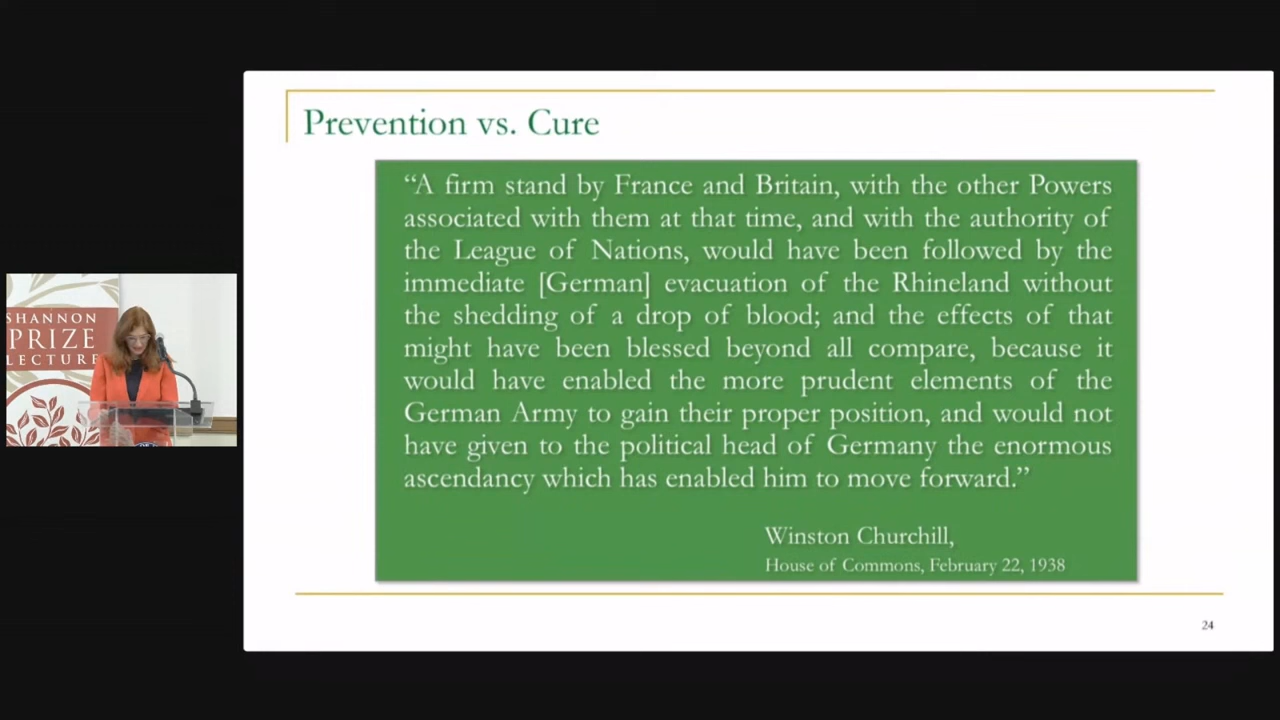 Prevention vs. Cure
“A firm stand by France and Britain, with the other Powers
associated with them at that time, and with the authority of
the League of Nations, would have been followed by the
immediate [German] evacuation of the Rhineland without
the shedding of a drop of blood; and the effects of that
might have been blessed beyond all compare, because it
would have enabled the more prudent elements of the
German Army to gain their proper position, and would not
have given to the political head of Germany the enormous
ascendancy which has enabled him to move forward.”
Winston Churchill,
House of Commons, February 22, 1938
24
SHANNON
PRIZE
LECTURE